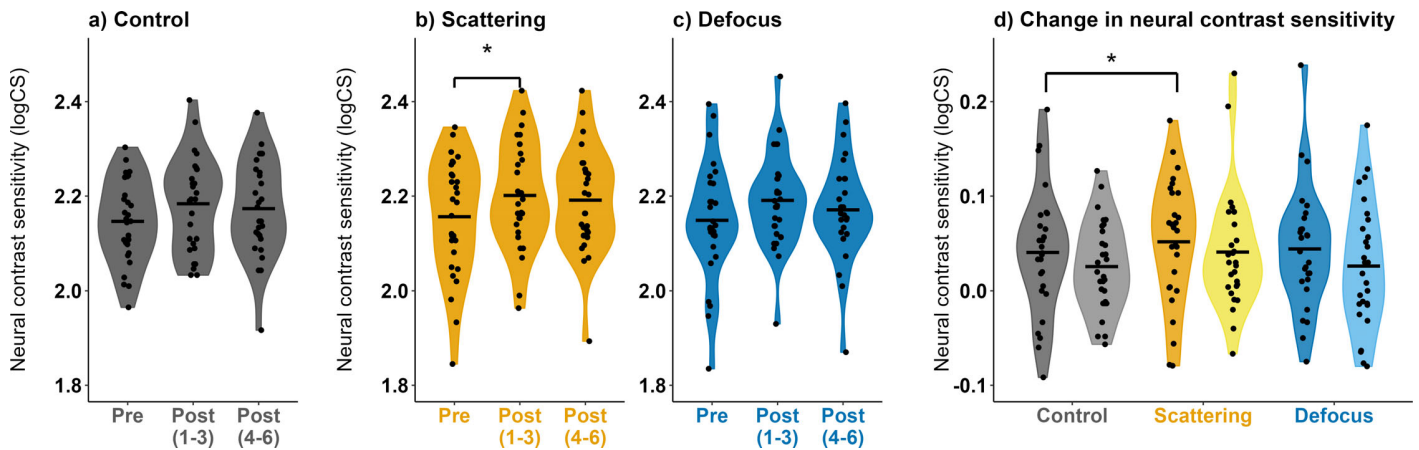 a) Control
b) Scattering
c) Defocus
d) Change in neural contrast sensitivity
Neural contrast sensitivity (logCS)
2.4
2.2
2.0
1.8
Pre
Post
(1-3)
Post
(4-6)
Neural contrast sensitivity (logCS)
2.4
2.2
2.0
1.8
*
Pre
Post
(1-3)
Post
(4-6)
2.4
2.2
2.0
1.8
Pre
Post
(1-3)
Post
(4-6)
Neural contrast sensitivity (logCS)
0.2
0.1
0.0
-0.1
*
Control
Scattering
Defocus